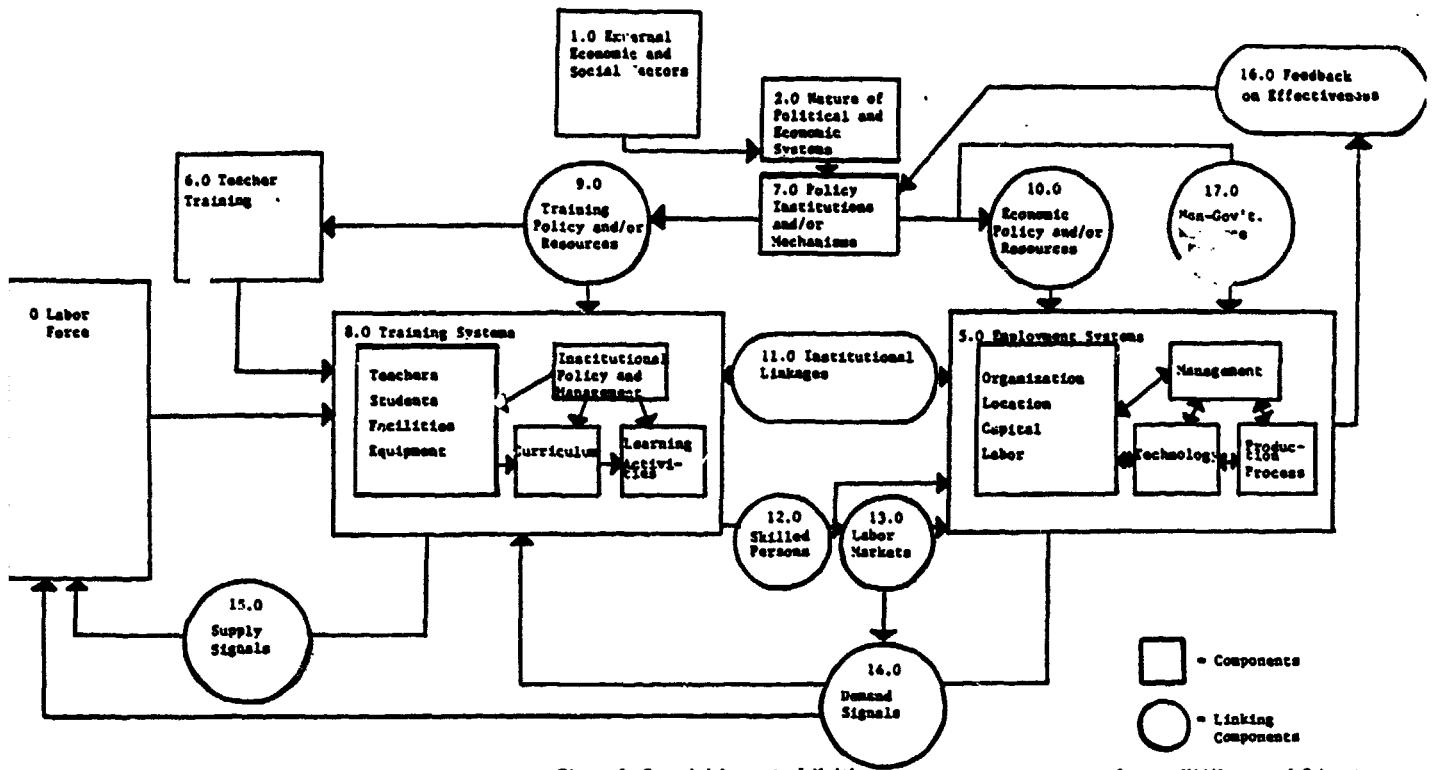 1.0 External
Economic and
Social Factors
2.0 Nature of
Political and
Economic
Systems
16.0 Feedback
on Effectiveness
6.0 Teacher
Training
9.0
Training
Policy and/or
Resources
7.0 Policy
Institutions
and/or
Mechanisms
10.0
Economic
Policy and/or
Resources
17.0
Non-Gov't.
0 Labor
Force
8.0 Training Systems
Teachers
Students
Facilities
Equipment
Institutional
Policy and
Management
Curriculum
Learning
Activi-
ties
11.0 Institutional
Linkages
5.0 Employment Systems
Organization
Location
Capital
Labor
Management
Technology
Produc-
tion
Process
12.0
Skilled
Persons
13.0
Labor
Markets
15.0
Supply
Signals
14.0
Demand
Signals
= Components
= Linking
Components